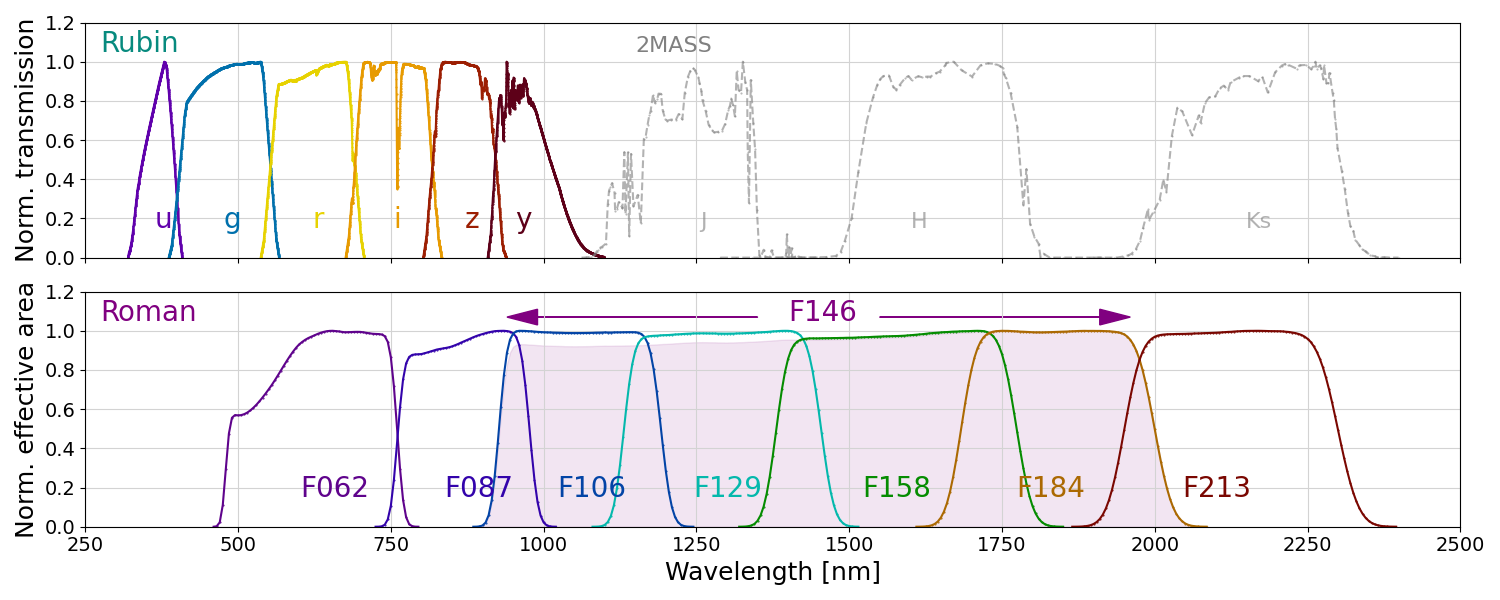 Norm. transmission
1.2
1.0
0.8
0.6
0.4
0.2
0.0
Rubin
2MASS
u g r i z y J H Ks
Norm. effective area
1.2
1.0
0.8
0.6
0.4
0.2
0.0
Roman
F146
F062 F087 F106 F129 F158 F184 F213
250 500 750 1000 1250 1500 1750 2000 2250 2500
Wavelength [nm]